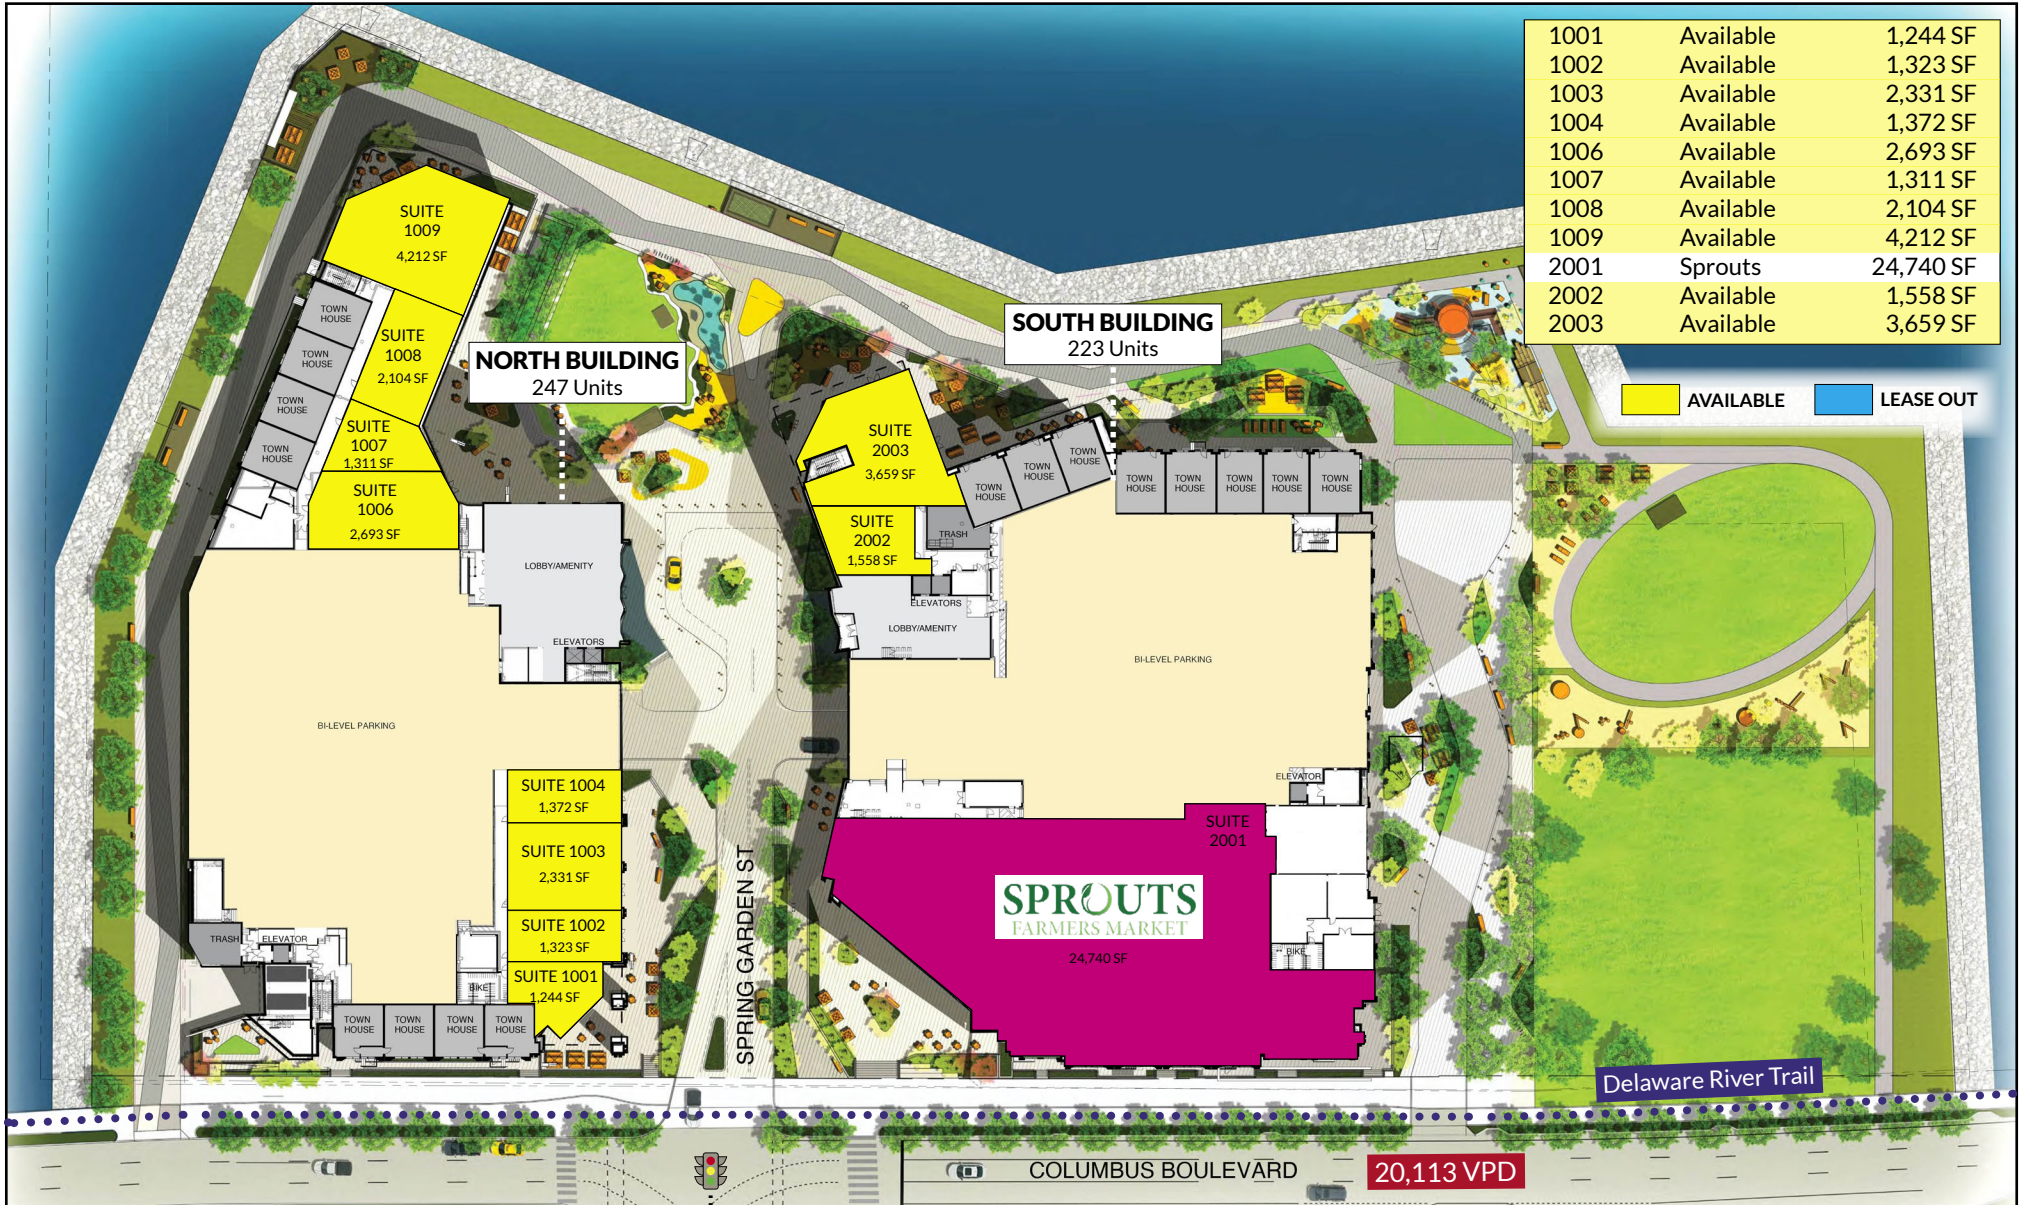 1001 Available 1,244 SF
1002 Available 1,323 SF
1003 Available 2,331 SF
1004 Available 1,372 SF
1006 Available 2,693 SF
1007 Available 1,311 SF
1008 Available 2,104 SF
1009 Available 4,212 SF
2001 Sprouts 24,740 SF
2002 Available 1,558 SF
2003 Available 3,659 SF
AVAILABLE
LEASE OUT
SUITE
1009
4,212 SF
TOWN
HOUSE
TOWN
HOUSE
TOWN
HOUSE
TOWN
HOUSE
SUITE
1008
2,104 SF
SUITE
1007
1,311 SF
SUITE
1006
2,693 SF
NORTH BUILDING
247 Units
LOBBY/AMENITY
ELEVATORS
BI-LEVEL PARKING
SUITE 1004
1,372 SF
SUITE 1003
2,331 SF
SUITE 1002
1,323 SF
SUITE 1001
1,244 SF
TRASH
ELEVATOR
BIKE
TOWN
HOUSE
TOWN
HOUSE
TOWN
HOUSE
TOWN
HOUSE
SPRING GARDEN ST
SOUTH BUILDING
223 Units
SUITE
2003
3,659 SF
SUITE
2002
1,558 SF
TOWN
HOUSE
TOWN
HOUSE
TOWN
HOUSE
TOWN
HOUSE
TOWN
HOUSE
TOWN
HOUSE
TOWN
HOUSE
TOWN
HOUSE
TRASH
ELEVATORS
LOBBY/AMENITY
BI-LEVEL PARKING
ELEVATOR
SUITE
2001
SPROUTS
FARMERS MARKET
24,740 SF
BIKE
Delaware River Trail
COLUMBUS BOULEVARD
20,113 VPD